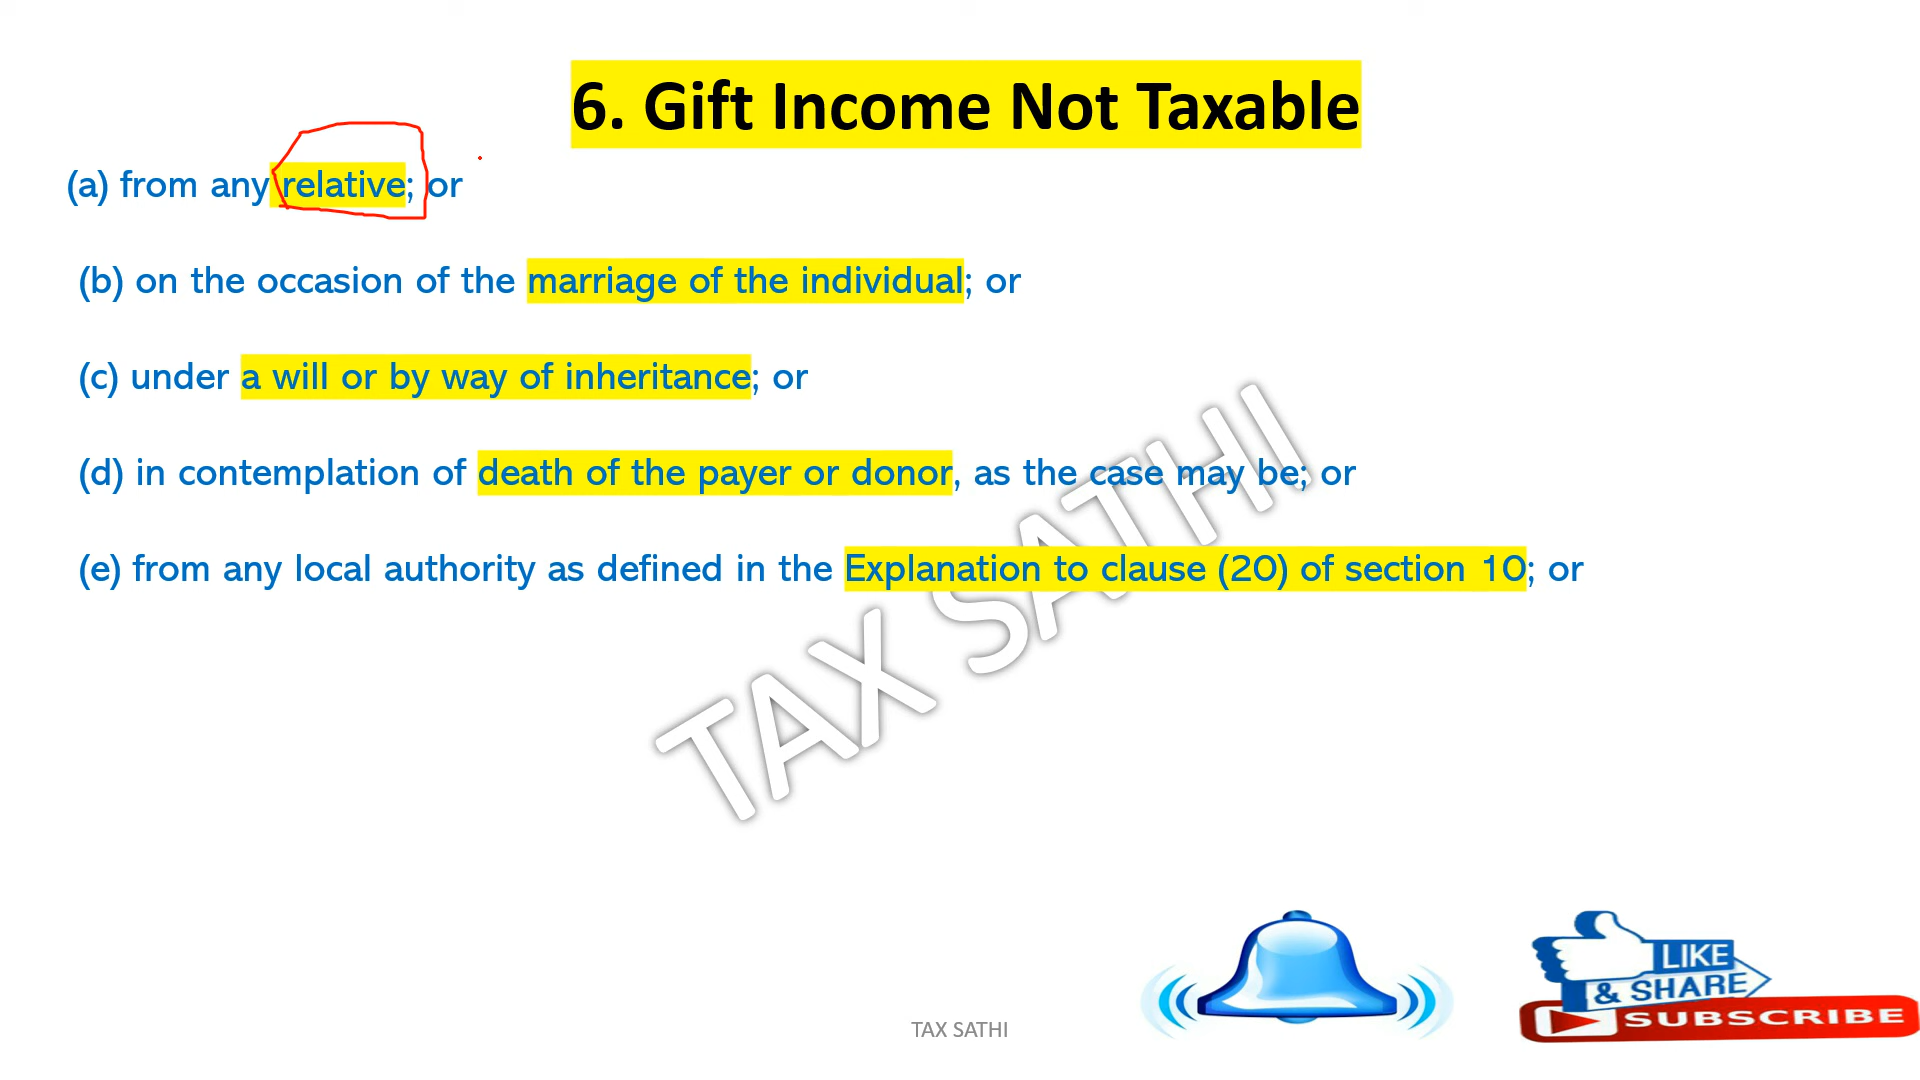 6. Gift Income Not Taxable
(a) from any relative; or
(b) on the occasion of the marriage of the individual; or
(c) under a will or by way of inheritance; or
(d) in contemplation of death of the payer or donor, as the case may be; or
(e) from any local authority as defined in the Explanation to clause (20) of section 10; or
TAX SATHI
LIKE
& SHARE
SUBSCRIBE
TAX SATHI